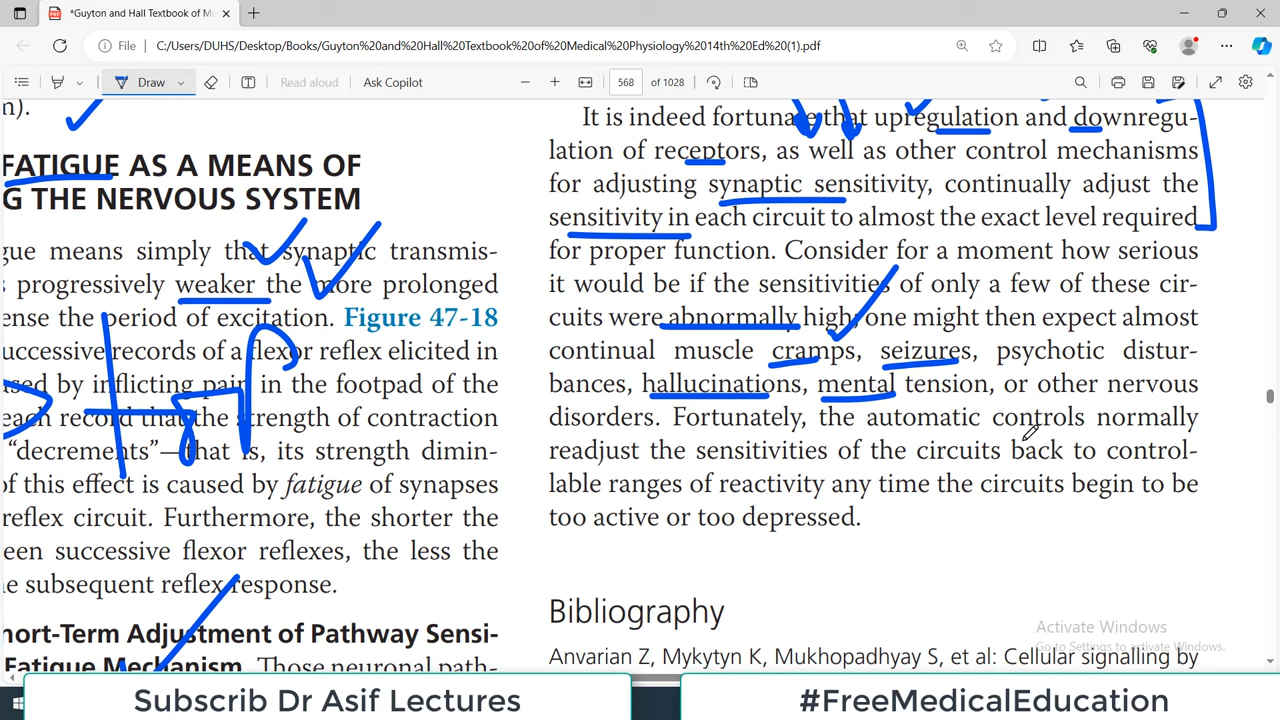 *Guyton and Hall Textbook of Me
File
C:/Users/DUHS/Desktop/Books/Guyton%20and%20Hall%20Textbook%20of%20Medical%20Physiology%2014th%20Ed%20(1).pdf
Draw
Read aloud
Ask Copilot
568 of 1028
m).
FATIGUE AS A MEANS OF
G THE NERVOUS SYSTEM
gue means simply that synaptic transmis-
s progressively weaker the more prolonged
ense the period of excitation. Figure 47-18
uccessive records of a flexor reflex elicited in
used by inflicting pain in the footpad of the
each record that the strength of contraction
"decrements"—that is, its strength dimin-
of this effect is caused by fatigue of synapses
reflex circuit. Furthermore, the shorter the
een successive flexor reflexes, the less the
e subsequent reflex response.
hort-Term Adjustment of Pathway Sensi-
Fatigue Mechanism. Those neuronal path-
It is indeed fortunate that upregulation and downregu-
lation of receptors, as well as other control mechanisms
for adjusting synaptic sensitivity, continually adjust the
sensitivity in each circuit to almost the exact level required
for proper function. Consider for a moment how serious
it would be if the sensitivities of only a few of these cir-
cuits were abnormally high; one might then expect almost
continual muscle cramps, seizures, psychotic distur-
bances, hallucinations, mental tension, or other nervous
disorders. Fortunately, the automatic controls normally
readjust the sensitivities of the circuits back to control-
lable ranges of reactivity any time the circuits begin to be
too active or too depressed.
Bibliography
Anvarian Z, Mykytyn K, Mukhopadhyay S, et al: Cellular signalling by
Activate Windows
Go to Settings to activate Windows.
Subscrib Dr Asif Lectures
#FreeMedicalEducation